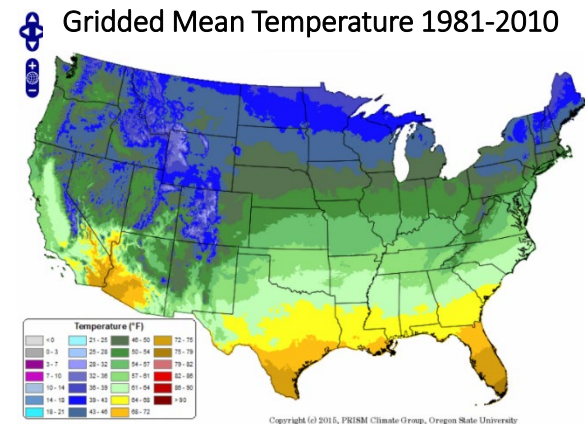 Gridded Mean Temperature 1981-2010
Temperature (°F)
< 0
0 - 3
3 - 7
7 - 10
10 - 14
14 - 18
18 - 21
21 - 25
25 - 28
28 - 32
32 - 36
36 - 39
39 - 43
43 - 46
46 - 50
50 - 54
54 - 57
57 - 61
61 - 64
64 - 68
68 - 72
72 - 75
75 - 79
79 - 82
82 - 86
86 - 90
> 90
Copyright (c) 2015, PRISM Climate Group, Oregon State University